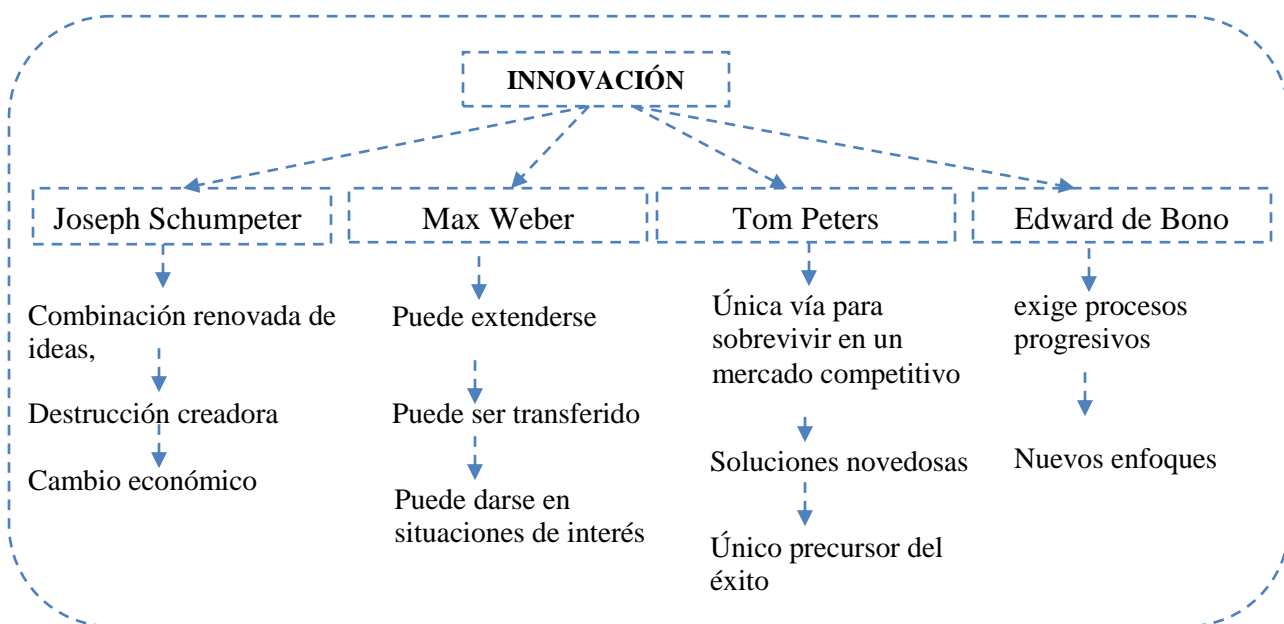 INNOVACIÓN
Joseph Schumpeter
Combinación renovada de
ideas,
Destrucción creadora
Cambio económico
Max Weber
Puede extenderse
Puede ser transferido
Puede darse en
situaciones de interés
Tom Peters
Única vía para
sobrevivir en un
mercado competitivo
Soluciones novedosas
Único precursor del
éxito
Edward de Bono
exige procesos
progresivos
Nuevos enfoques